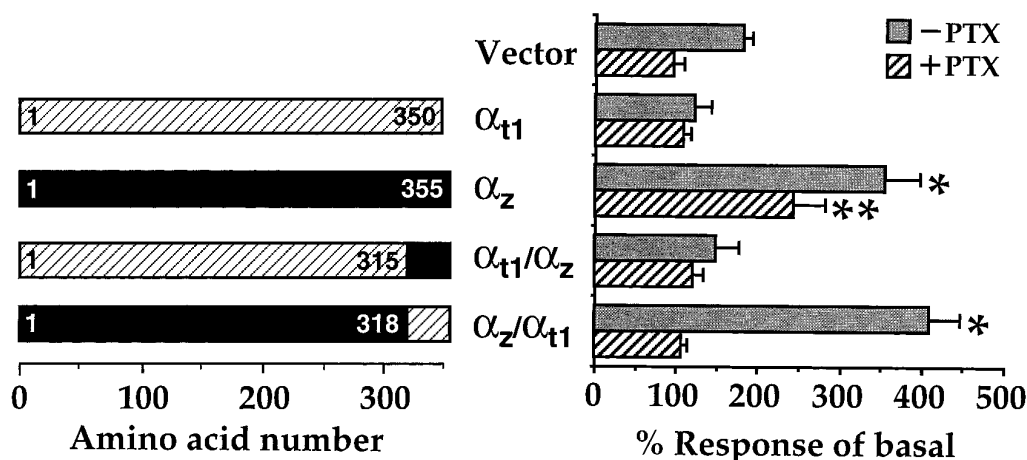 Vector
−PTX
+PTX
1 350 αt1
1 355 αz
*
**
1 315 αt1/αz
1 318 αz/αt1
*
0 100 200 300
Amino acid number
0 100 200 300 400 500
% Response of basal